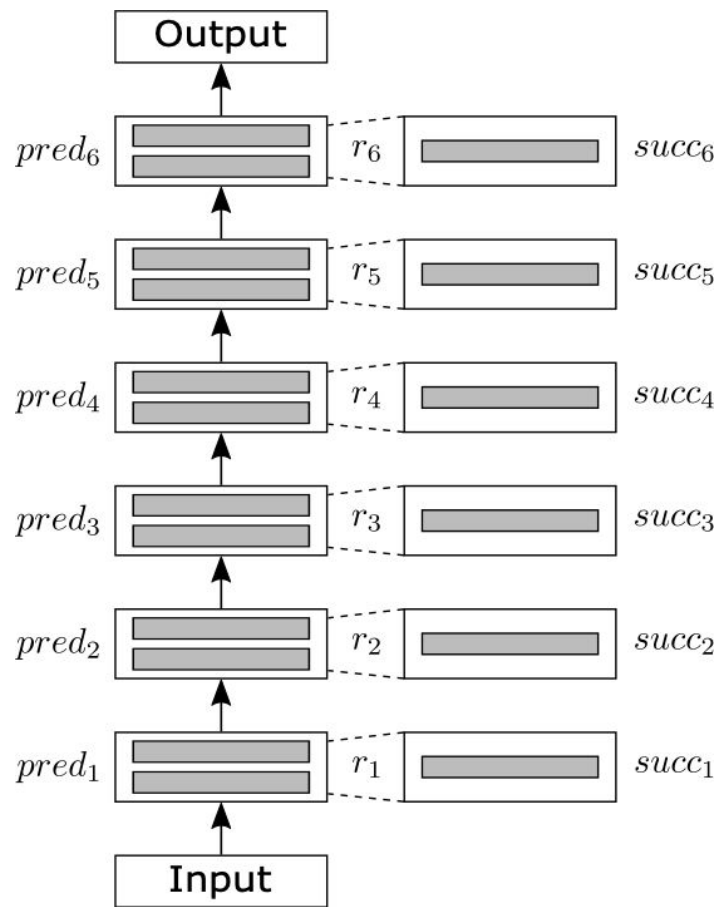 Output
pred₆ r₆ succ₆
pred₅ r₅ succ₅
pred₄ r₄ succ₄
pred₃ r₃ succ₃
pred₂ r₂ succ₂
pred₁ r₁ succ₁
Input